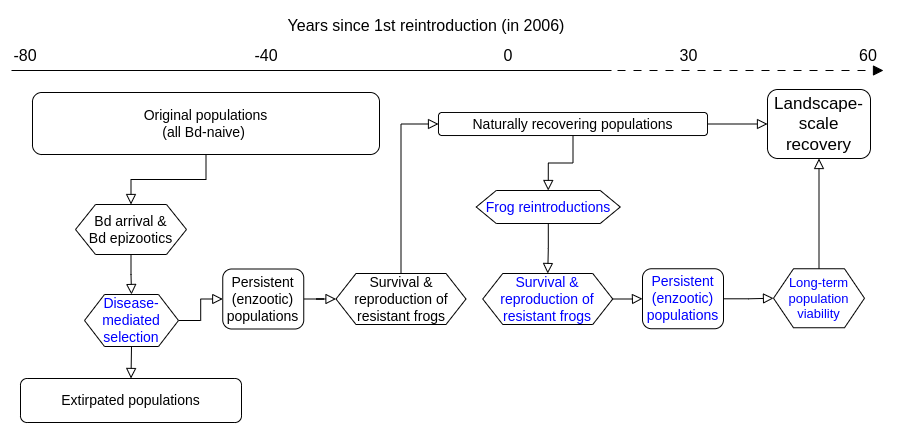 Years since 1st reintroduction (in 2006)
-80 -40 0 30 60
Original populations
(all Bd-naive)
Naturally recovering populations
Landscape-
scale
recovery
Bd arrival &
Bd epizootics
Frog reintroductions
Disease-
mediated
selection
Persistent
(enzootic)
populations
Survival &
reproduction of
resistant frogs
Survival &
reproduction of
resistant frogs
Persistent
(enzootic)
populations
Long-term
population
viability
Extirpated populations